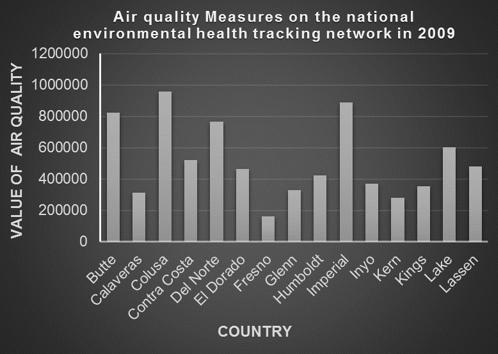 Air quality Measures on the national
environmental health tracking network in 2009
VALUE OF AIR QUALITY
1200000
1000000
800000
600000
400000
200000
0
Butte
Calaveras
Colusa
Contra Costa
Del Norte
El Dorado
Fresno
Glenn
Humboldt
Imperial
Inyo
Kern
Kings
Lake
Lassen
COUNTRY